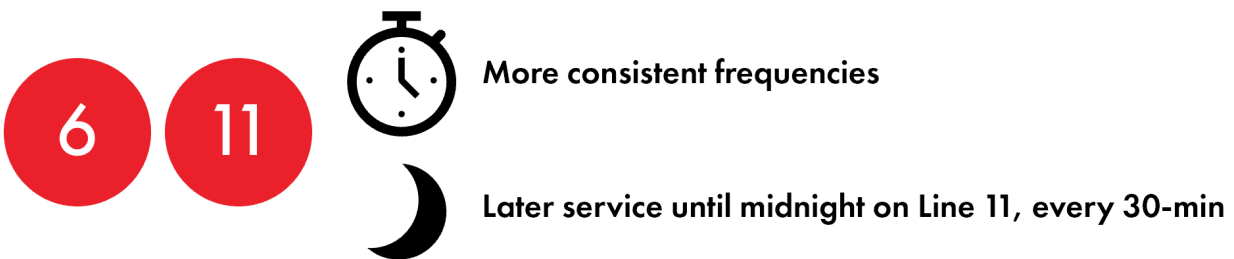 6 11
More consistent frequencies
Later service until midnight on Line 11, every 30-min